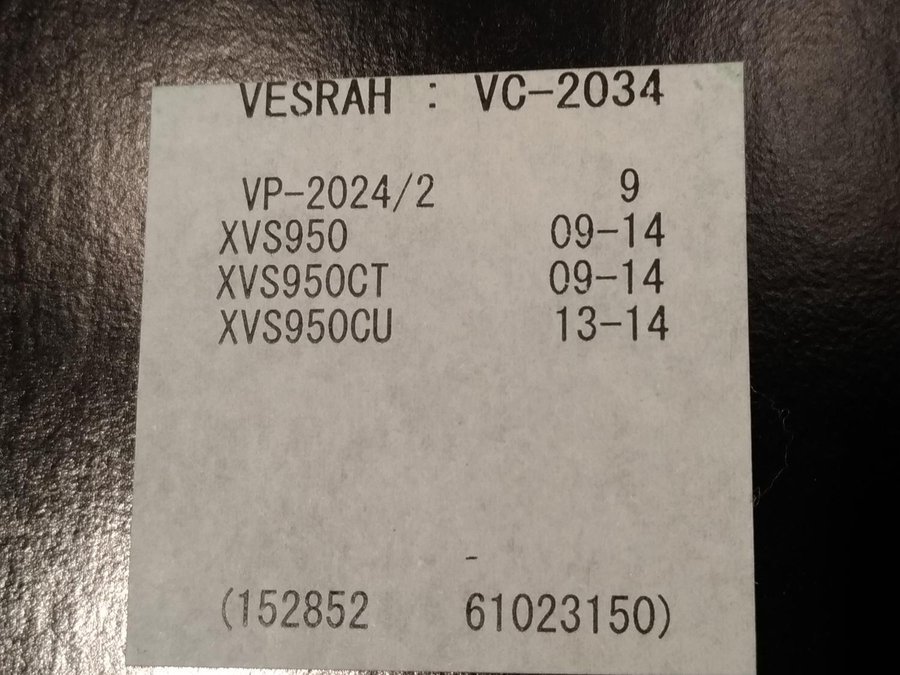 VESRAH : VC-2034
VP-2024/2 9
XVS950 09-14
XVS950CT 09-14
XVS950CU 13-14
-
(152852 61023150)